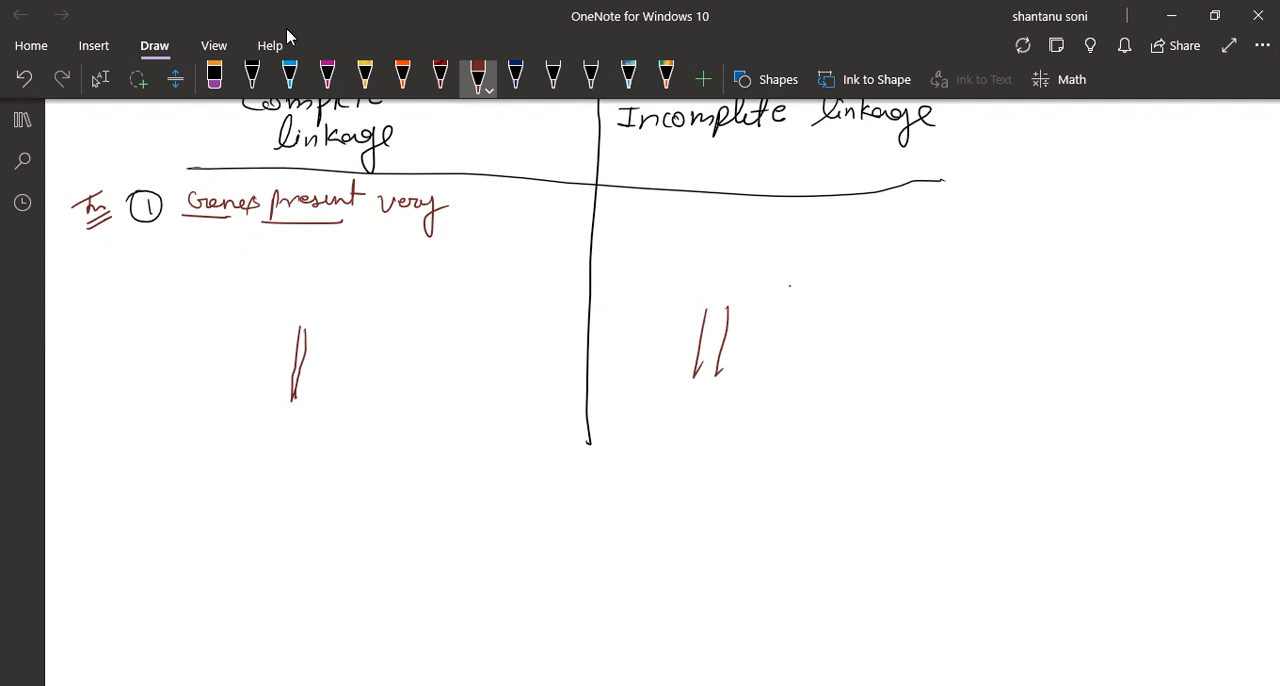 OneNote for Windows 10
shantanu soni
Home Insert Draw View Help
Share
Shapes Ink to Shape Ink to Text Math
Complete
linkage
Incomplete linkage
① Genes present very